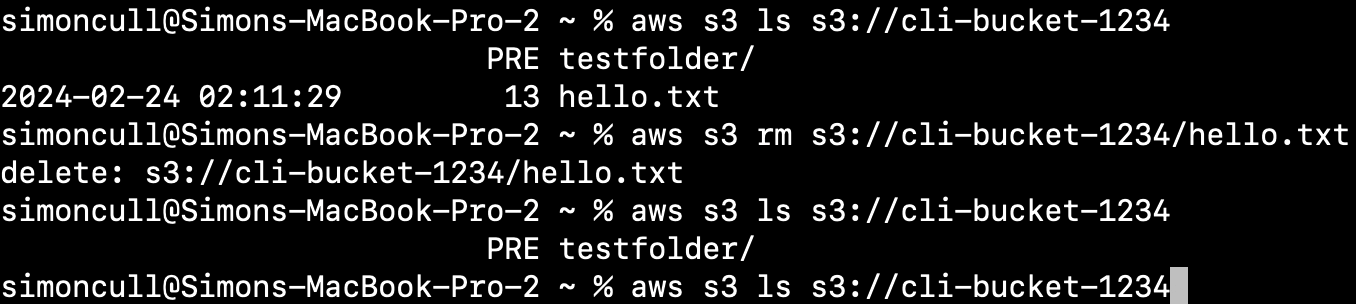 simoncull@Simons-MacBook-Pro-2 ~ % aws s3 ls s3://cli-bucket-1234
PRE testfolder/
2024-02-24 02:11:29 13 hello.txt
simoncull@Simons-MacBook-Pro-2 ~ % aws s3 rm s3://cli-bucket-1234/hello.txt
delete: s3://cli-bucket-1234/hello.txt
simoncull@Simons-MacBook-Pro-2 ~ % aws s3 ls s3://cli-bucket-1234
PRE testfolder/
simoncull@Simons-MacBook-Pro-2 ~ % aws s3 ls s3://cli-bucket-1234